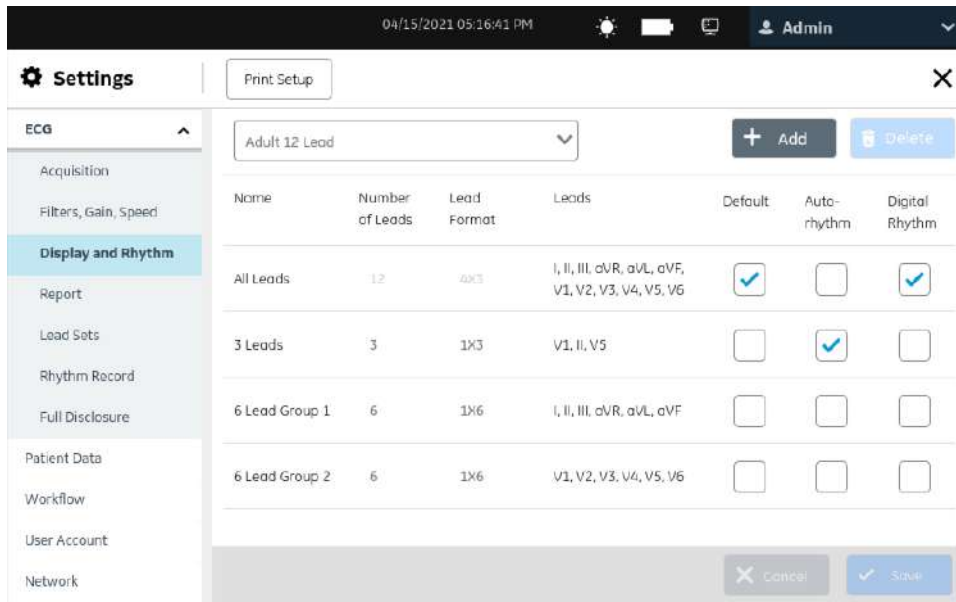 04/15/2021 05:16:41 PM
Admin
Settings
Print Setup
ECG
Adult 12 Lead
Add
Delete
Acquisition
Filters, Gain, Speed
Display and Rhythm
Report
Lead Sets
Rhythm Record
Full Disclosure
Patient Data
Workflow
User Account
Network
Name
Number
of Leads
Lead
Format
Leads
Default
Auto-
rhythm
Digital
Rhythm
All Leads
12
4X3
I, II, III, aVR, aVL, aVF,
V1, V2, V3, V4, V5, V6
3 Leads
3
1X3
V1, II, V5
6 Lead Group 1
6
1X6
I, II, III, aVR, aVL, aVF
6 Lead Group 2
6
1X6
V1, V2, V3, V4, V5, V6
Cancel
Save